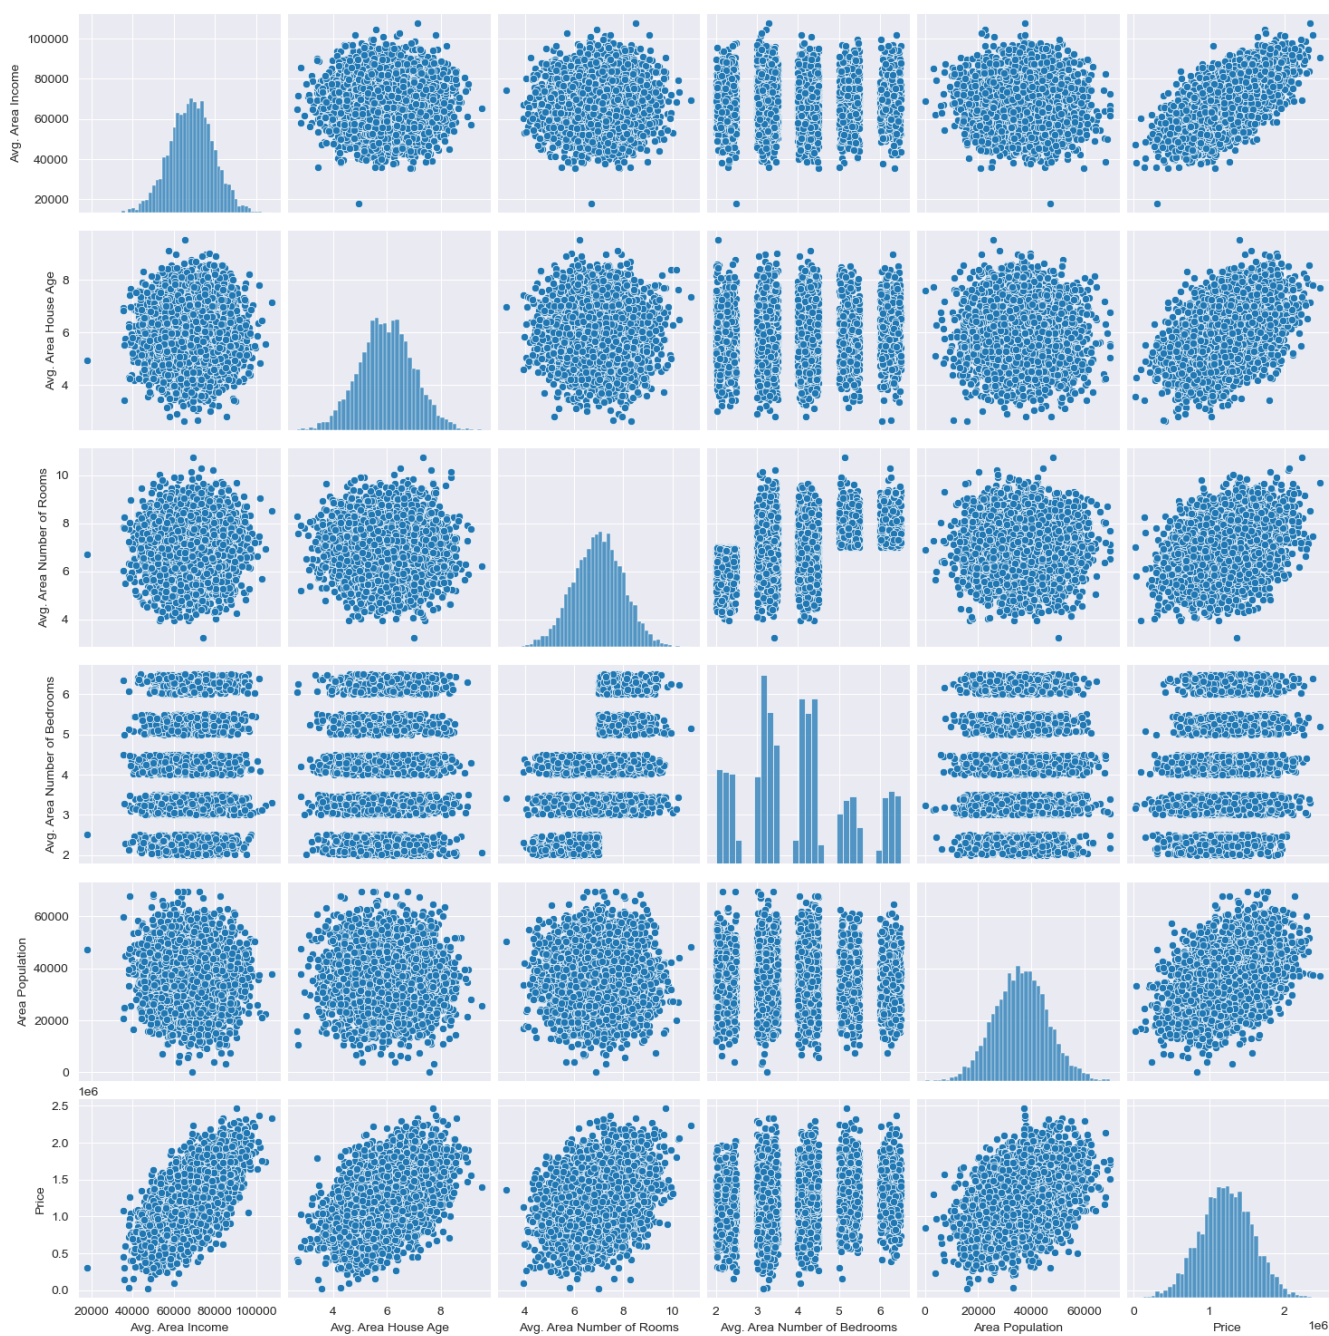 100000
80000
60000
40000
20000
Avg. Area Income
8
6
4
Avg. Area House Age
10
8
6
4
Avg. Area Number of Rooms
6
5
4
3
2
Avg. Area Number of Bedrooms
60000
40000
20000
0
Area Population
1e6
2.5
2.0
1.5
1.0
0.5
0.0
Price
20000 40000 60000 80000 100000
4 6 8
4 6 8 10
2 3 4 5 6
0 20000 40000 60000
0 1 2
1e6
Avg. Area Income
Avg. Area House Age
Avg. Area Number of Rooms
Avg. Area Number of Bedrooms
Area Population
Price